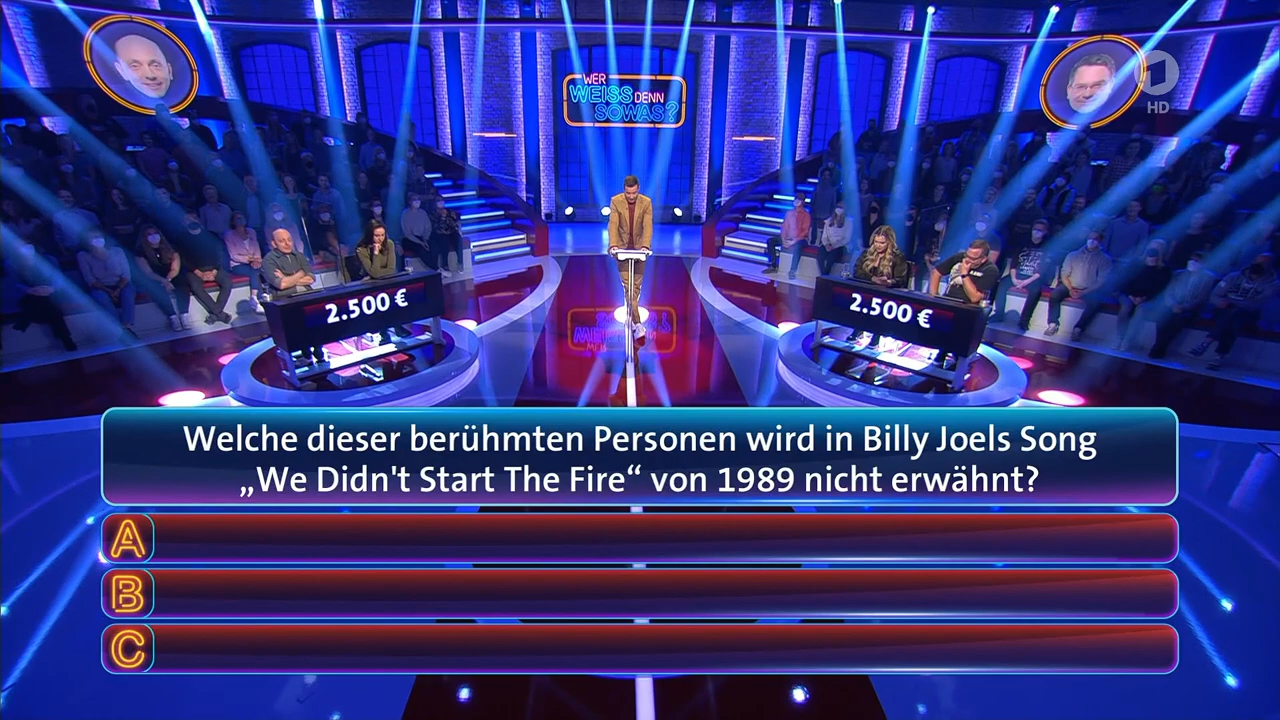 WER
WEISS DENN
SOWAS?
1
HD
2.500 €
2.500 €
Welche dieser berühmten Personen wird in Billy Joels Song
„We Didn't Start The Fire“ von 1989 nicht erwähnt?
A
B
C